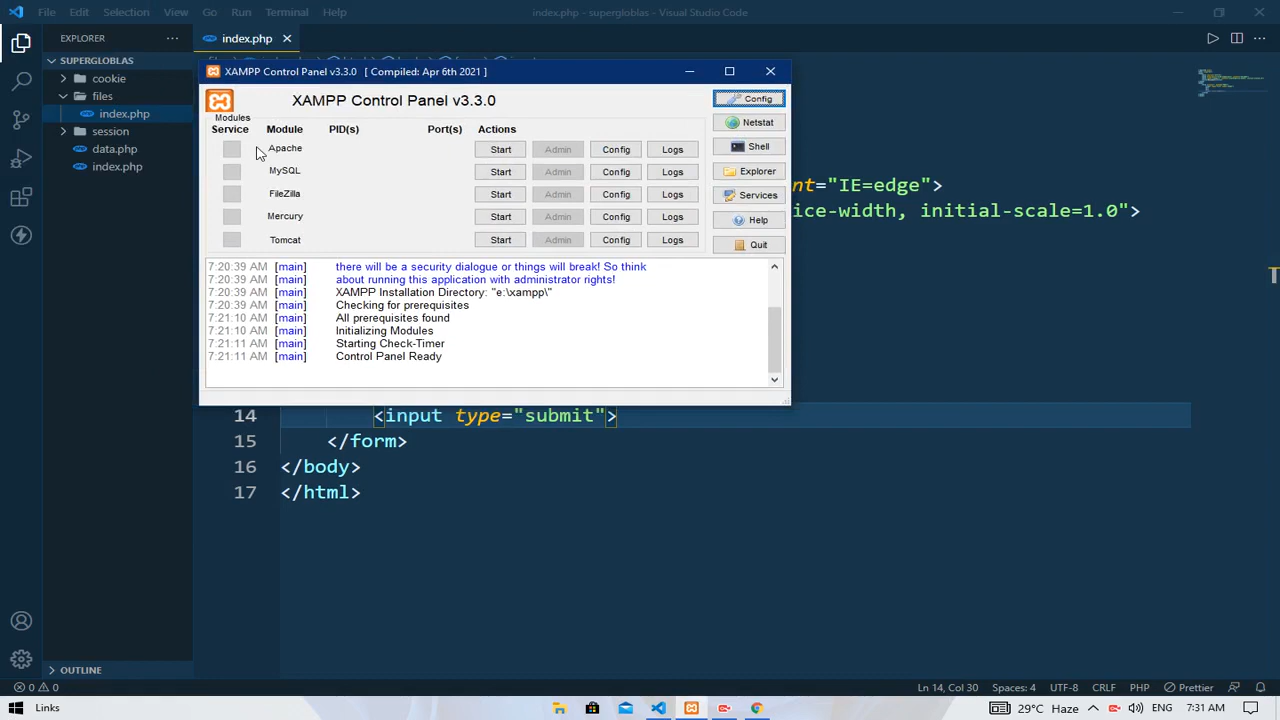 File Edit Selection View Go Run Terminal Help index.php - supergloblas - Visual Studio Code
EXPLORER
index.php
SUPERGLOBLAS
cookie
files
index.php
session
data.php
index.php
XAMPP Control Panel v3.3.0 [ Compiled: Apr 6th 2021 ]
XAMPP Control Panel v3.3.0
Config
Modules
Service Module PID(s) Port(s) Actions
Netstat
Apache Start Admin Config Logs
Shell
MySQL Start Admin Config Logs
Explorer
FileZilla Start Admin Config Logs
Services
Mercury Start Admin Config Logs
Help
Tomcat Start Admin Config Logs
Quit
7:20:39 AM [main] there will be a security dialogue or things will break! So think
7:20:39 AM [main] about running this application with administrator rights!
7:20:39 AM [main] XAMPP Installation Directory: "e:\xampp\"
7:20:39 AM [main] Checking for prerequisites
7:21:10 AM [main] All prerequisites found
7:21:10 AM [main] Initializing Modules
7:21:11 AM [main] Starting Check-Timer
7:21:11 AM [main] Control Panel Ready
nt="IE=edge">
ice-width, initial-scale=1.0">
14 <input type="submit">
15 </form>
16 </body>
17 </html>
OUTLINE
0 0 Ln 14, Col 30 Spaces: 4 UTF-8 CRLF PHP Prettier
Links 29°C Haze ENG 7:31 AM